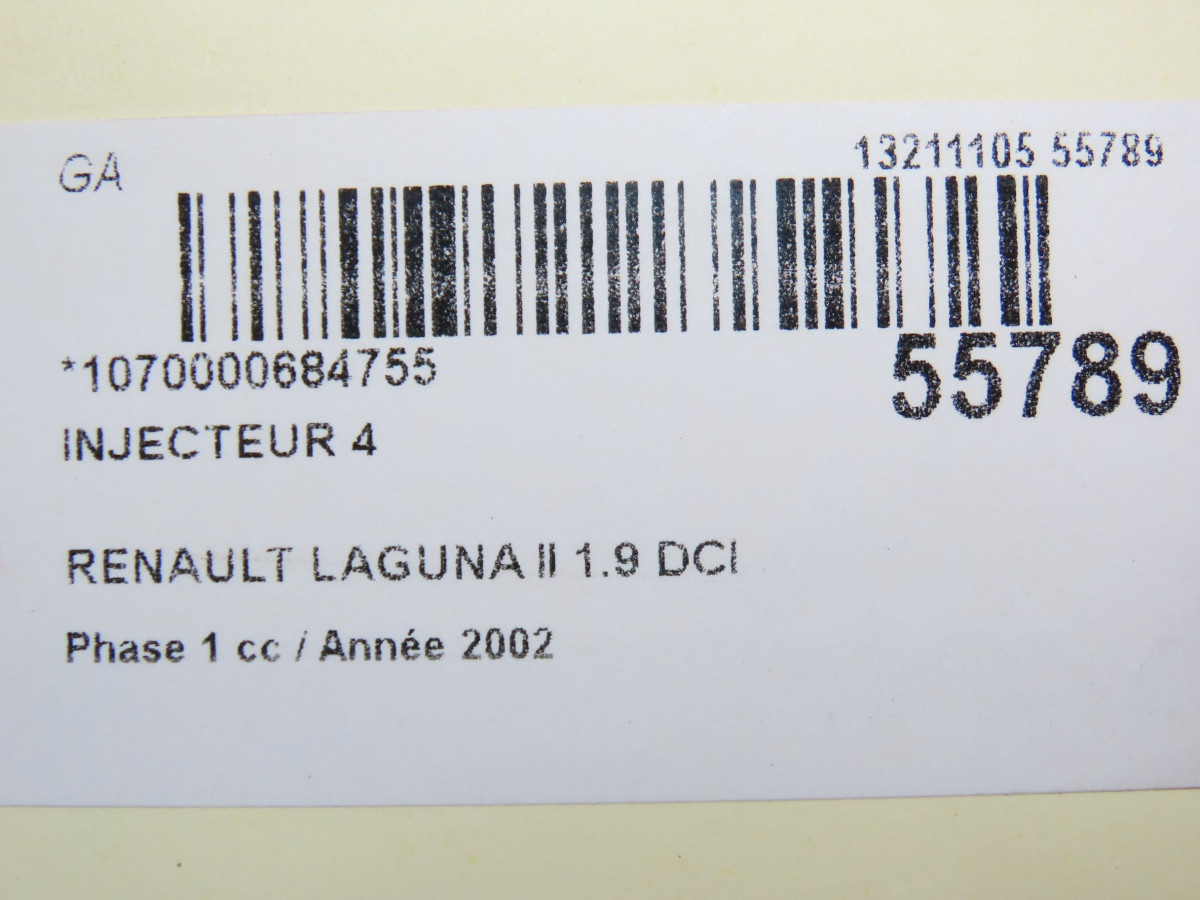 GA
13211105 55789
*1070000684755
55789
INJECTEUR 4
RENAULT LAGUNA II 1.9 DCI
Phase 1 cc / Année 2002